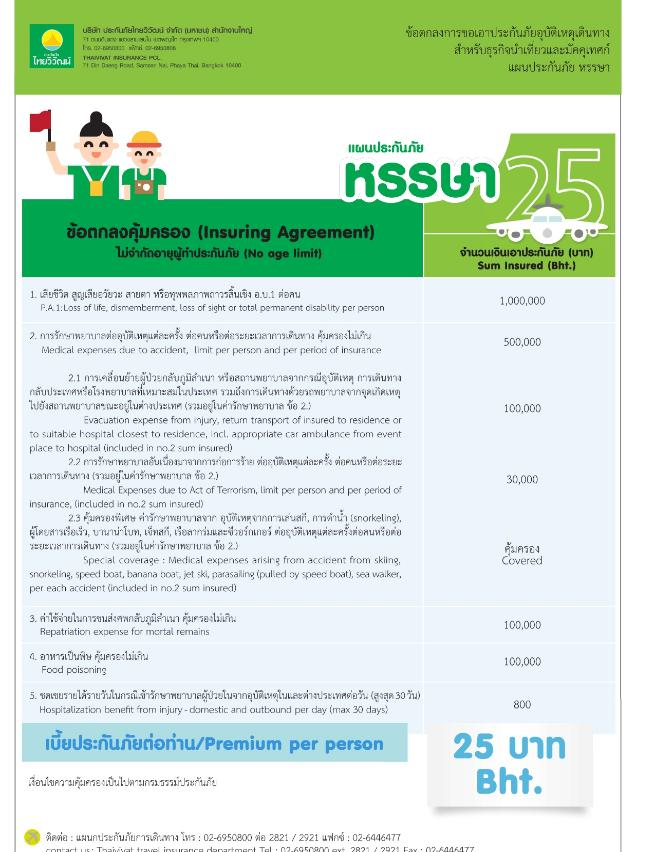 บริษัท ประกันภัยไทยวิวัฒน์ จำกัด (มหาชน) สำนักงานใหญ่
71 ถนนดินแดง แขวงสามเสนใน เขตพญาไท กรุงเทพฯ 10400
โทร. 02-6950800 แฟกซ์. 02-6950808
THAIVIVAT INSURANCE PCL.
71 Din Daeng Road, Samsen Nai, Phaya Thai, Bangkok 10400
ประกันภัย
ไทยวิวัฒน์
ข้อตกลงการขอเอาประกันภัยอุบัติเหตุเดินทาง
สำหรับธุรกิจนำเที่ยวและมัคคุเทศก์
แผนประกันภัย หรรษา
แผนประกันภัย
หรรษา 25
ข้อตกลงคุ้มครอง (Insuring Agreement)
ไม่จำกัดอายุผู้ทำประกันภัย (No age limit)
จำนวนเงินเอาประกันภัย (บาท)
Sum Insured (Bht.)
1. เสียชีวิต สูญเสียอวัยวะ สายตา หรือทุพพลภาพถาวรสิ้นเชิง อ.บ.1 ต่อคน
P.A.1:Loss of life, dismemberment, loss of sight or total permanent disability per person
1,000,000
2. การรักษาพยาบาลต่ออุบัติเหตุแต่ละครั้ง ต่อคนหรือต่อระยะเวลาการเดินทาง คุ้มครองไม่เกิน
Medical expenses due to accident, limit per person and per period of insurance
500,000
2.1 การเคลื่อนย้ายผู้ป่วยกลับภูมิลำเนา หรือสถานพยาบาลจากกรณีอุบัติเหตุ การเดินทาง
กลับประเทศหรือโรงพยาบาลที่เหมาะสมในประเทศ รวมถึงการเดินทางด้วยรถพยาบาลจากจุดเกิดเหตุ
ไปยังสถานพยาบาลขณะอยู่ในต่างประเทศ (รวมอยู่ในค่ารักษาพยาบาล ข้อ 2.)
Evacuation expense from injury, return transport of insured to residence or
to suitable hospital closest to residence, incl. appropriate car ambulance from event
place to hospital (included in no.2 sum insured)
100,000
2.2 การรักษาพยาบาลอันเนื่องมาจากการก่อการร้าย ต่ออุบัติเหตุแต่ละครั้ง ต่อคนหรือต่อระยะ
เวลาการเดินทาง (รวมอยู่ในค่ารักษาพยาบาล ข้อ 2.)
Medical Expenses due to Act of Terrorism, limit per person and per period of
insurance, (included in no.2 sum insured)
30,000
2.3 คุ้มครองพิเศษ ค่ารักษาพยาบาลจาก อุบัติเหตุจากการเล่นสกี, การดำน้ำ (snorkeling),
ผู้โดยสารเรือเร็ว, บานาน่าโบท, เจ็ทสกี, เรือลากร่มและซีวอร์กเกอร์ ต่ออุบัติเหตุแต่ละครั้งต่อคนหรือต่อ
ระยะเวลาการเดินทาง (รวมอยู่ในค่ารักษาพยาบาล ข้อ 2.)
Special coverage : Medical expenses arising from accident from skiing,
snorkeling, speed boat, banana boat, jet ski, parasailing (pulled by speed boat), sea walker,
per each accident (included in no.2 sum insured)
คุ้มครอง
Covered
3. ค่าใช้จ่ายในการขนส่งศพกลับภูมิลำเนา คุ้มครองไม่เกิน
Repatriation expense for mortal remains
100,000
4. อาหารเป็นพิษ คุ้มครองไม่เกิน
Food poisoning
100,000
5. ชดเชยรายได้รายวันในกรณีเข้ารักษาพยาบาลผู้ป่วยในจากอุบัติเหตุในและต่างประเทศต่อวัน (สูงสุด 30 วัน)
Hospitalization benefit from injury - domestic and outbound per day (max 30 days)
800
เบี้ยประกันภัยต่อท่าน/Premium per person
25 บาท
Bht.
เงื่อนไขความคุ้มครองเป็นไปตามกรมธรรม์ประกันภัย
ติดต่อ : แผนกประกันภัยการเดินทาง โทร : 02-6950800 ต่อ 2821 / 2921 แฟกซ์ : 02-6446477
contact us: Thaivivat travel insurance department Tel : 02-6950800 ext. 2821 / 2921 Fax : 02-6446477